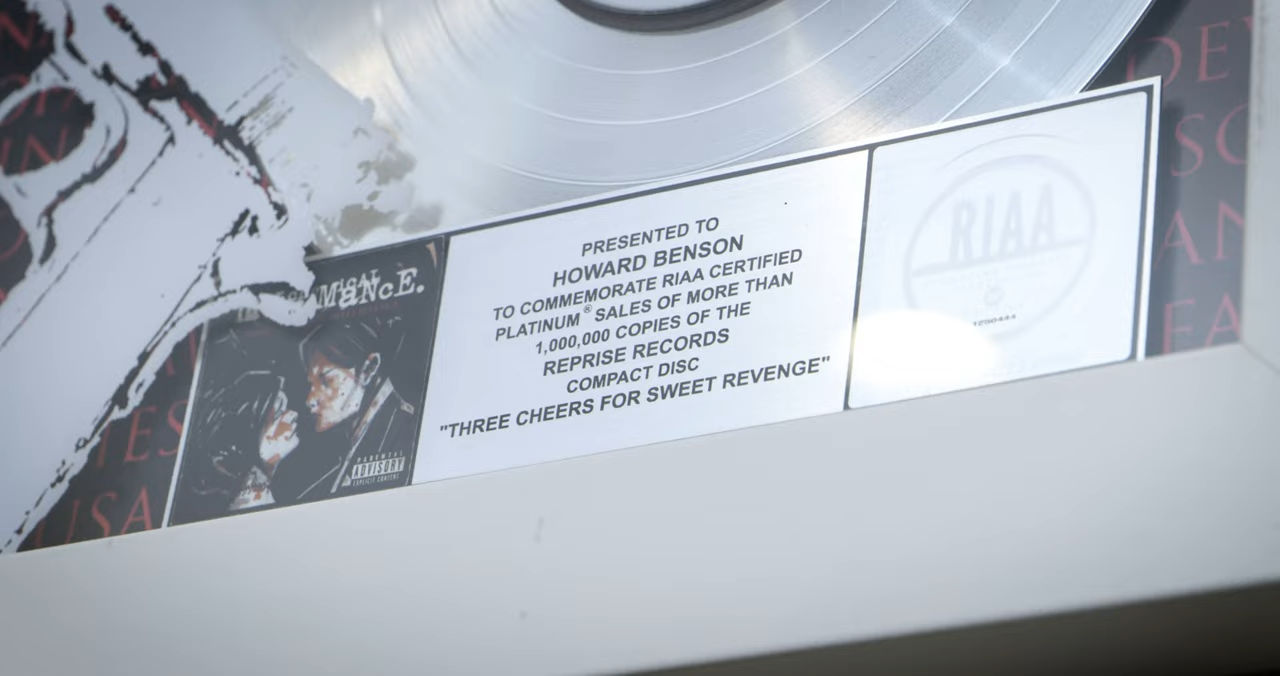 PRESENTED TO
HOWARD BENSON
TO COMMEMORATE RIAA CERTIFIED
PLATINUM® SALES OF MORE THAN
1,000,000 COPIES OF THE
REPRISE RECORDS
COMPACT DISC
"THREE CHEERS FOR SWEET REVENGE"
RIAA
PARENTAL
ADVISORY
EXPLICIT CONTENT